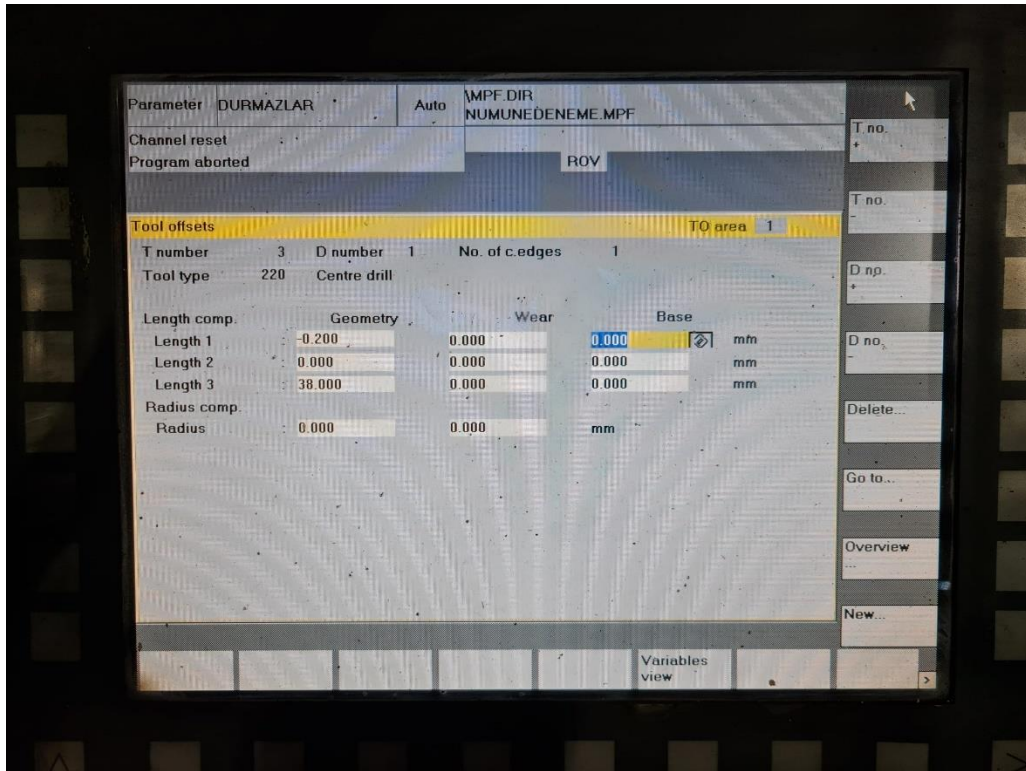 Parameter DURMAZLAR Auto \MPF.DIR
NUMUNEDENEME.MPF
Channel reset
Program aborted ROV
Tool offsets TO area 1
T number 3 D number 1 No. of c.edges 1
Tool type 220 Centre drill
Length comp. Geometry Wear Base
Length 1 : -0.200 0.000 0.000 mm
Length 2 : 0.000 0.000 0.000 mm
Length 3 : 38.000 0.000 0.000 mm
Radius comp.
Radius : 0.000 0.000 mm
T no.
+
T no.
-
D no.
+
D no.
-
Delete...
Go to...
Overview
...
New...
Variables
view
>